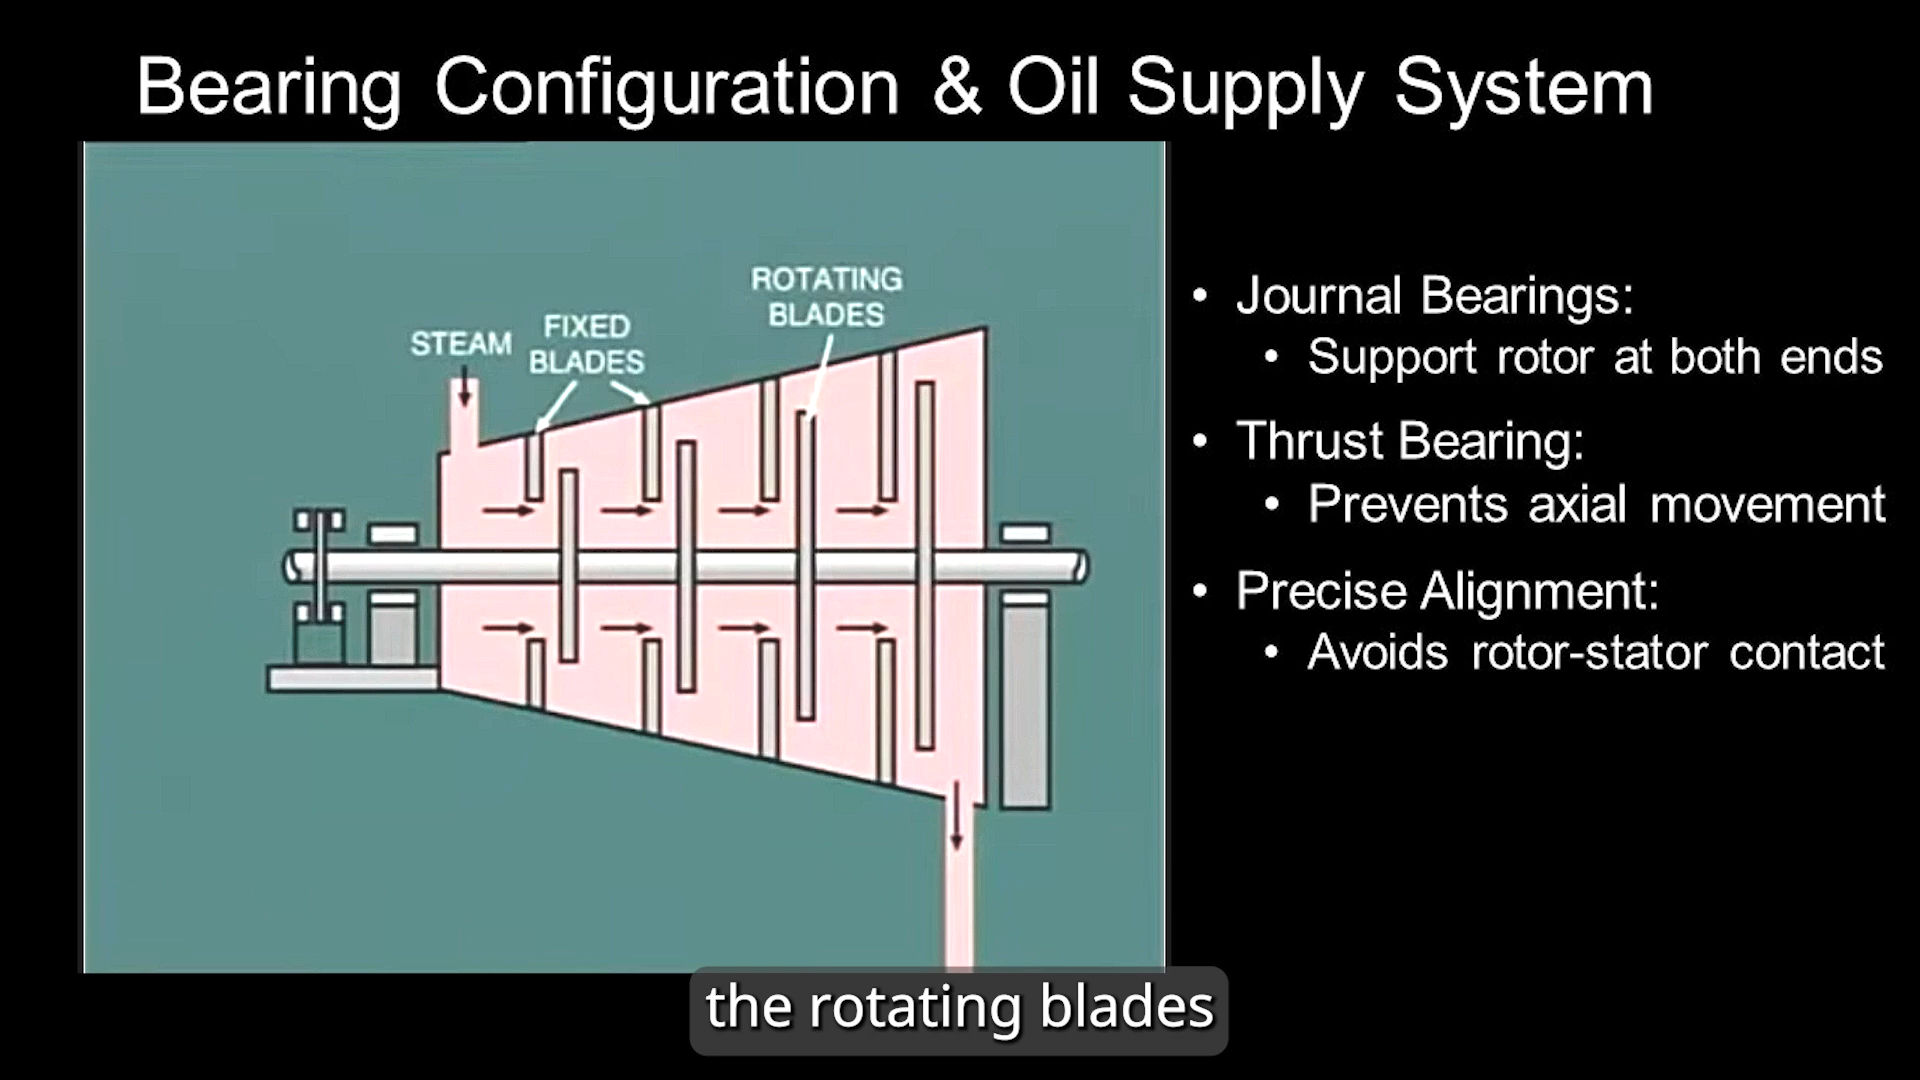 Bearing Configuration & Oil Supply System
STEAM
FIXED
BLADES
ROTATING
BLADES
• Journal Bearings:
• Support rotor at both ends
• Thrust Bearing:
• Prevents axial movement
• Precise Alignment:
• Avoids rotor-stator contact
the rotating blades